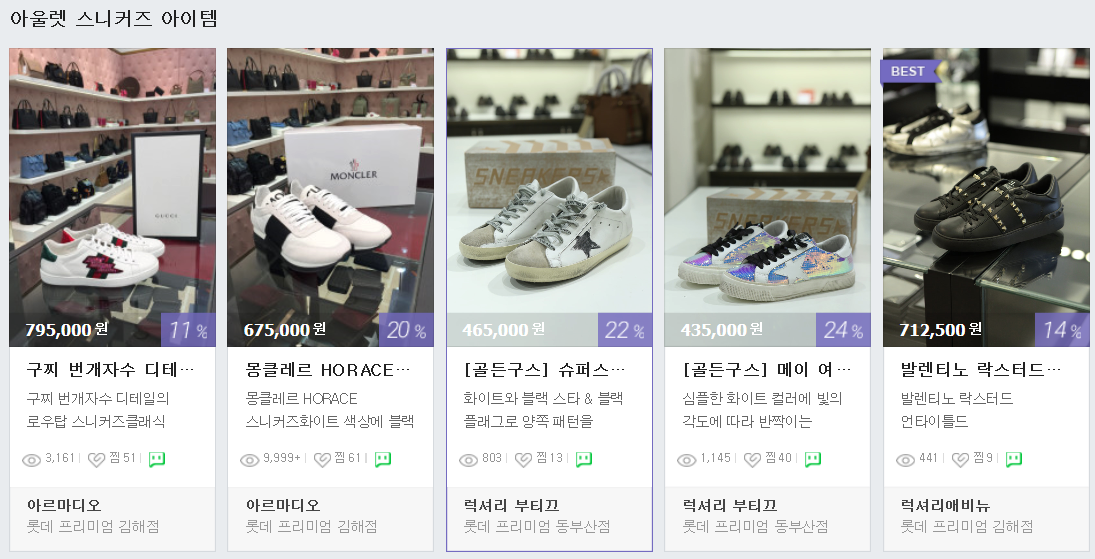 아울렛 스니커즈 아이템
GUCCI
795,000 원
11 %
구찌 번개자수 디테…
구찌 번개자수 디테일의
로우탑 스니커즈클래식
3,161
찜 51
아르마디오
롯데 프리미엄 김해점
MONCLER
675,000 원
20 %
몽클레르 HORACE…
몽클레르 HORACE
스니커즈화이트 색상에 블랙
9,999+
찜 61
아르마디오
롯데 프리미엄 김해점
SNEAKERS
465,000 원
22 %
[골든구스] 슈퍼스…
화이트와 블랙 스타 & 블랙
플래그로 양쪽 패턴을
803
찜 13
럭셔리 부티끄
롯데 프리미엄 동부산점
SNEAKERS
435,000 원
24 %
[골든구스] 메이 여…
심플한 화이트 컬러에 빛의
각도에 따라 반짝이는
1,145
찜 40
럭셔리 부티끄
롯데 프리미엄 동부산점
BEST
712,500 원
14 %
발렌티노 락스터드…
발렌티노 락스터드
언타이틀드
441
찜 9
럭셔리애비뉴
롯데 프리미엄 김해점